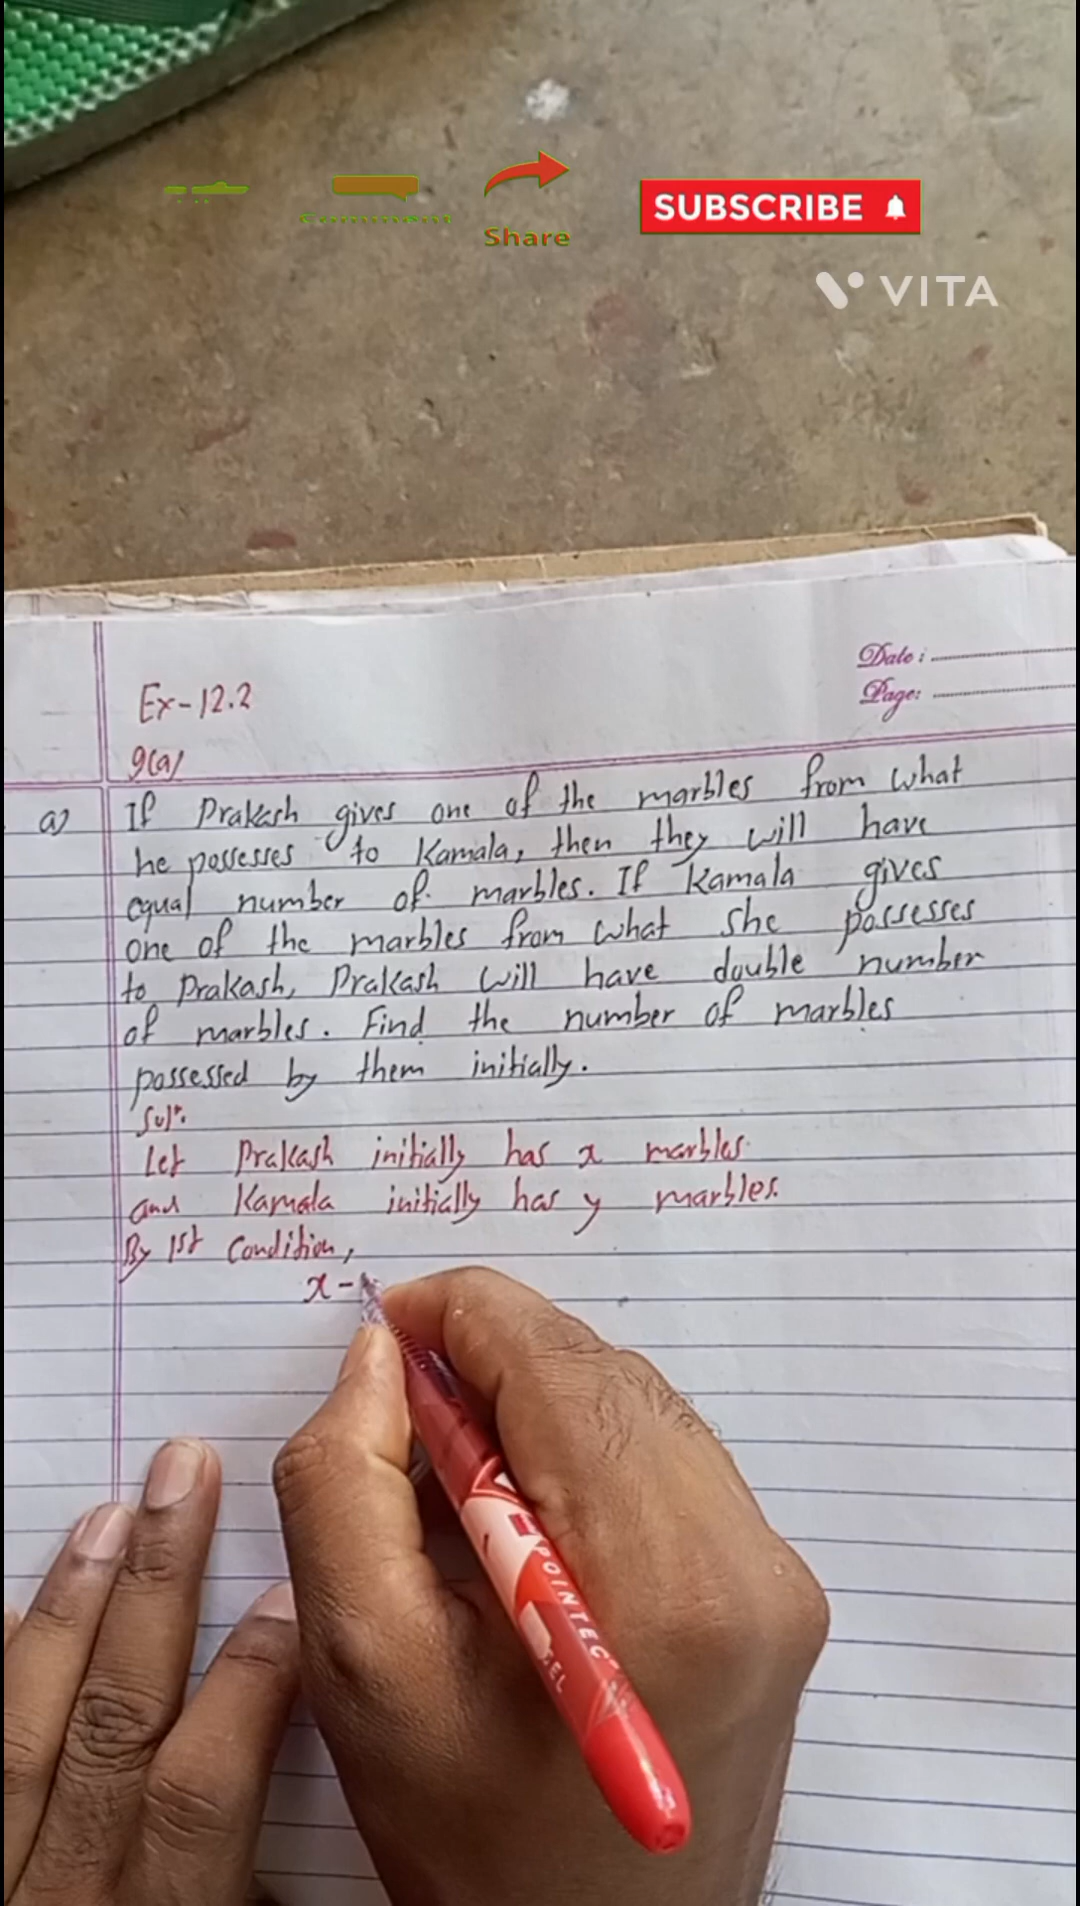 Comment
Share
SUBSCRIBE
VITA
Date :
Page:
Ex-12.2
9(a)
a) If Prakash gives one of the marbles from what
he possesses to Kamala, then they will have
equal number of marbles. If Kamala gives
one of the marbles from what she possesses
to Prakash, Prakash will have double number
of marbles. Find the number of marbles
possessed by them initially.
Solⁿ.
Let Prakash initially has x marbles
and Kamala initially has y marbles.
By 1st Condition,
x -
POINTEC
GEL